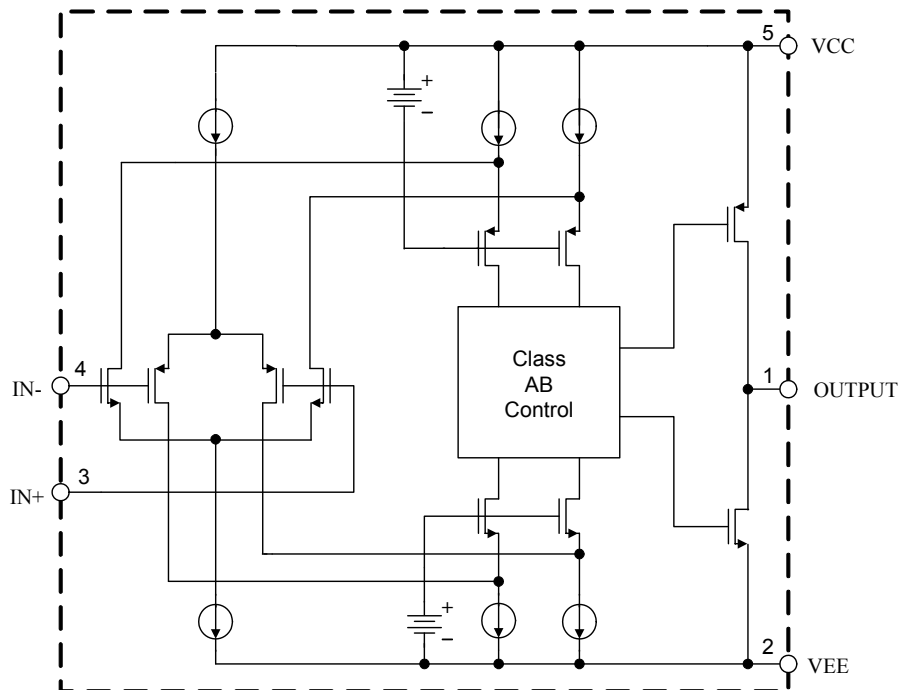 5 VCC
+
−
+
−
Class
AB
Control
4
IN-
1
OUTPUT
3
IN+
2
VEE